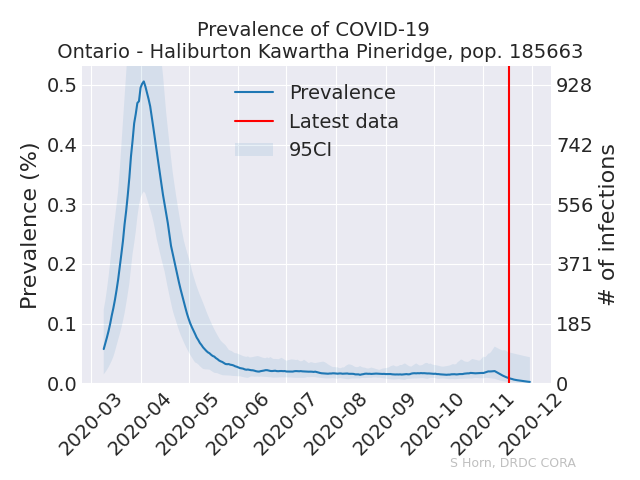 Prevalence of COVID-19
Ontario - Haliburton Kawartha Pineridge, pop. 185663
Prevalence
Latest data
95CI
Prevalence (%)
0.5
0.4
0.3
0.2
0.1
0.0
928
742
556
371
185
0
# of infections
2020-03
2020-04
2020-05
2020-06
2020-07
2020-08
2020-09
2020-10
2020-11
2020-12
S Horn, DRDC CORA